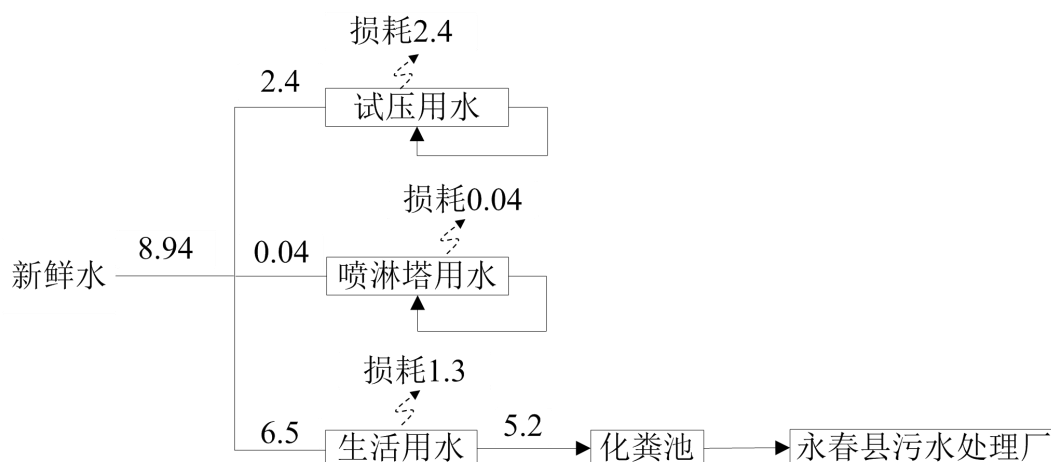 损耗2.4
2.4
试压用水
损耗0.04
8.94
0.04
新鲜水
喷淋塔用水
损耗1.3
6.5
生活用水
5.2
化粪池
永春县污水处理厂